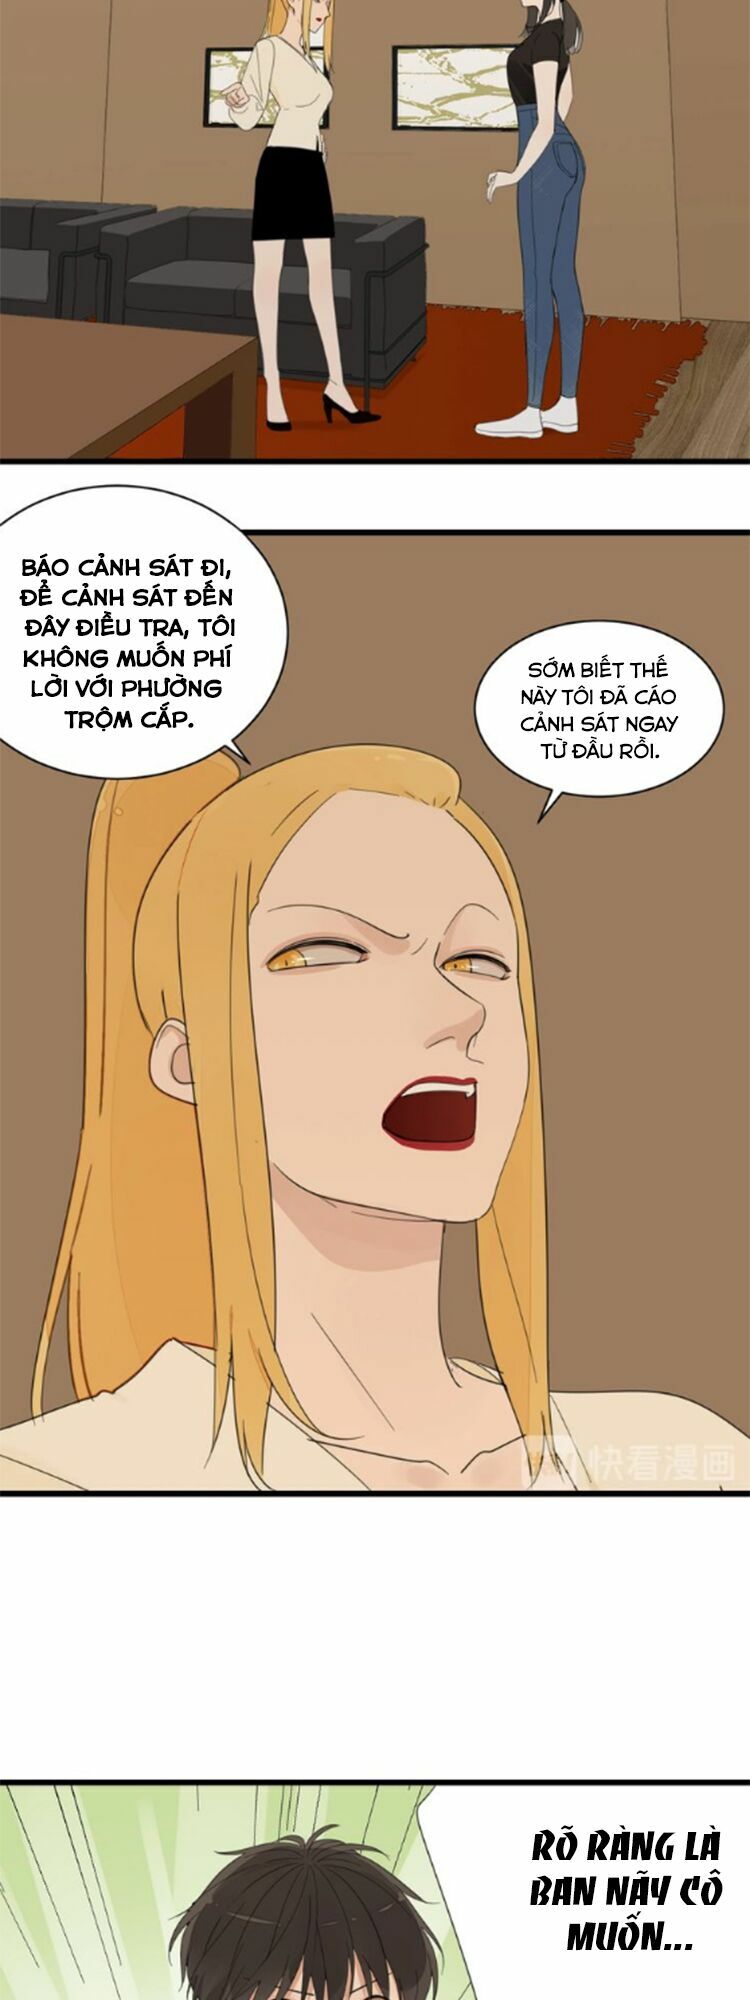 BÁO CẢNH SÁT ĐI,
ĐỂ CẢNH SÁT ĐẾN
ĐÂY ĐIỀU TRA, TÔI
KHÔNG MUỐN PHÍ
LỜI VỚI PHƯỜNG
TRỘM CẮP.
SỚM BIẾT THẾ
NÀY TÔI ĐÃ CÁO
CẢNH SÁT NGAY
TỪ ĐẦU RỒI.
快看漫画
RÕ RÀNG LÀ
BAN NÃY CÔ
MUỐN...